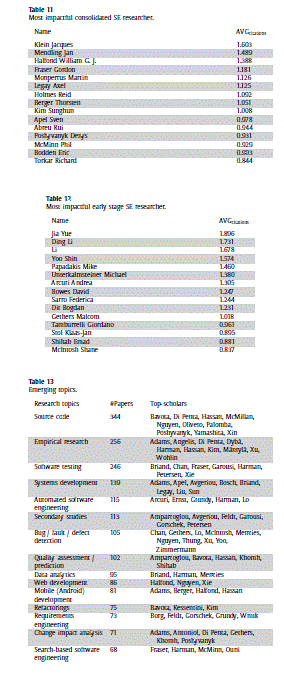 Table 11
Most impactful consolidated SE researcher.
Name AVGcitations
Klein Jacques 1.603
Mendling Jan 1.489
Halfond William G. J. 1.388
Fraser Gordon 1.181
Monperrus Martin 1.126
Legay Axel 1.125
Holmes Reid 1.092
Berger Thorsten 1.051
Kim Sunghun 1.008
Apel Sven 0.978
Abreu Rui 0.944
Poshyvanyk Denys 0.931
McMinn Phil 0.929
Bodden Eric 0.903
Torkar Richard 0.844
Table 12
Most impactful early stage SE researcher.
Name AVGcitations
Jia Yue 1.896
Ding Li 1.731
Li 1.678
Yoo Shin 1.574
Papadakis Mike 1.460
Unterkalmsteiner Michael 1.380
Arcuri Andrea 1.305
Bowes David 1.247
Sarro Federica 1.244
Dit Bogdan 1.231
Gethers Malcom 1.018
Tamburrelli Giordano 0.961
Stol Klaas-Jan 0.895
Shihab Emad 0.881
McIntosh Shane 0.837
Table 13
Emerging topics.
Research topics #Papers Top-scholars
Source code 344 Bavota, Di Penta, Hassan, McMillan,
Nguyen, Oliveto, Palomba,
Poshyvanyk, Yamashita, Xin
Empirical research 256 Adams, Angelis, Di Penta, Dybå,
Harman, Hassan, Kim, Mäntylä, Xu,
Wohlin
Software testing 246 Briand, Chan, Fraser, Garousi, Harman,
Petersen, Xie
Systems development 139 Adams, Apel, Avgeriou, Bosch, Briand,
Legay, Liu, Sun
Automated software 115 Arcuri, Ernst, Grundy, Harman, Lo
engineering
Secondary studies 113 Ampatzoglou, Avgeriou, Feldt, Garousi,
Gorschek, Petersen
Bug / fault / defect 105 Chan, Gethers, Lo, McIntosh, Menzies,
detection Nguyen, Thung, Xu, Yoo,
Zimmermann
Quality assessment / 102 Ampatzoglou, Bavota, Hassan, Khomh,
prediction Shihab
Data analytics 95 Briand, Harman, Menzies
Web development 86 Halfond, Nguyen, Xie
Mobile (Android) 81 Adams, Berger, Halfond, Hassan
development
Refactorings 75 Bavota, Kessentini, Kim
Requirements 73 Borg, Feldt, Gorschek, Grundy, Wnuk
engineering
Change impact analysis 71 Adams, Antoniol, Di Penta, Gethers,
Khomh, Poshyvanyk
Search-based software 68 Fraser, Harman, McMinn, Ouni
engineering